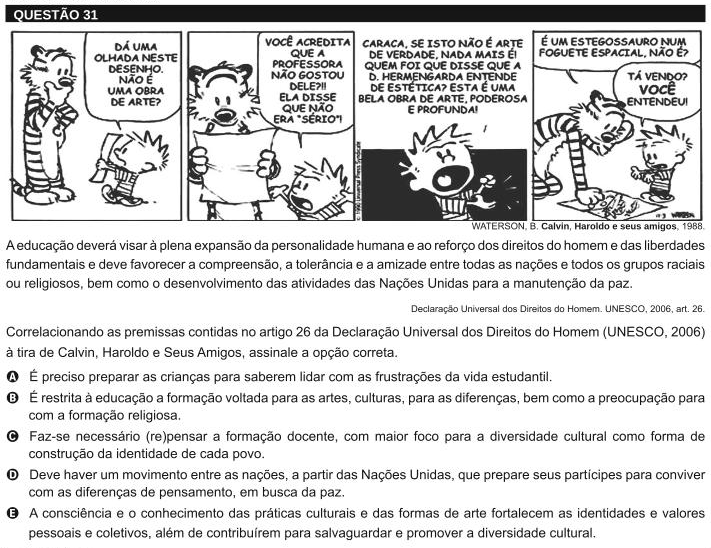 QUESTÃO 31
DÁ UMA
OLHADA NESTE
DESENHO.
NÃO É
UMA OBRA
DE ARTE?
VOCÊ ACREDITA
QUE A
PROFESSORA
NÃO GOSTOU
DELE?!!
ELA DISSE
QUE NÃO
ERA "SÉRIO"!
© 1990 Universal Press Syndicate
CARACA, SE ISTO NÃO É ARTE
DE VERDADE, NADA MAIS É!
QUEM FOI QUE DISSE QUE A
D. HERMENGARDA ENTENDE
DE ESTÉTICA? ESTA É UMA
BELA OBRA DE ARTE, PODEROSA
E PROFUNDA!
É UM ESTEGOSSAURO NUM
FOGUETE ESPACIAL, NÃO É?
TÁ VENDO?
VOCÊ
ENTENDEU!
WATERSON, B. Calvin, Haroldo e seus amigos, 1988.
A educação deverá visar à plena expansão da personalidade humana e ao reforço dos direitos do homem e das liberdades
fundamentais e deve favorecer a compreensão, a tolerância e a amizade entre todas as nações e todos os grupos raciais
ou religiosos, bem como o desenvolvimento das atividades das Nações Unidas para a manutenção da paz.
Declaração Universal dos Direitos do Homem. UNESCO, 2006, art. 26.
Correlacionando as premissas contidas no artigo 26 da Declaração Universal dos Direitos do Homem (UNESCO, 2006)
à tira de Calvin, Haroldo e Seus Amigos, assinale a opção correta.
A É preciso preparar as crianças para saberem lidar com as frustrações da vida estudantil.
B É restrita à educação a formação voltada para as artes, culturas, para as diferenças, bem como a preocupação para
com a formação religiosa.
C Faz-se necessário (re)pensar a formação docente, com maior foco para a diversidade cultural como forma de
construção da identidade de cada povo.
D Deve haver um movimento entre as nações, a partir das Nações Unidas, que prepare seus partícipes para conviver
com as diferenças de pensamento, em busca da paz.
E A consciência e o conhecimento das práticas culturais e das formas de arte fortalecem as identidades e valores
pessoais e coletivos, além de contribuírem para salvaguardar e promover a diversidade cultural.